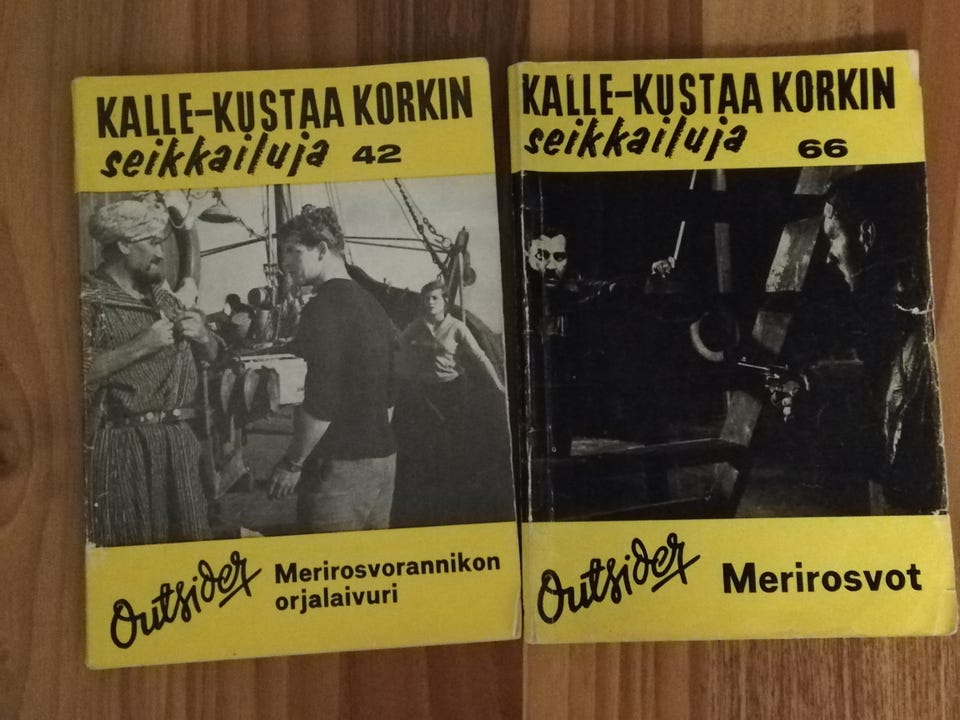 KALLE-KUSTAA KORKIN
seikkailuja 42
Outsider
Merirosvorannikon
orjalaivuri
KALLE-KUSTAA KORKIN
seikkailuja 66
Outsider
Merirosvot